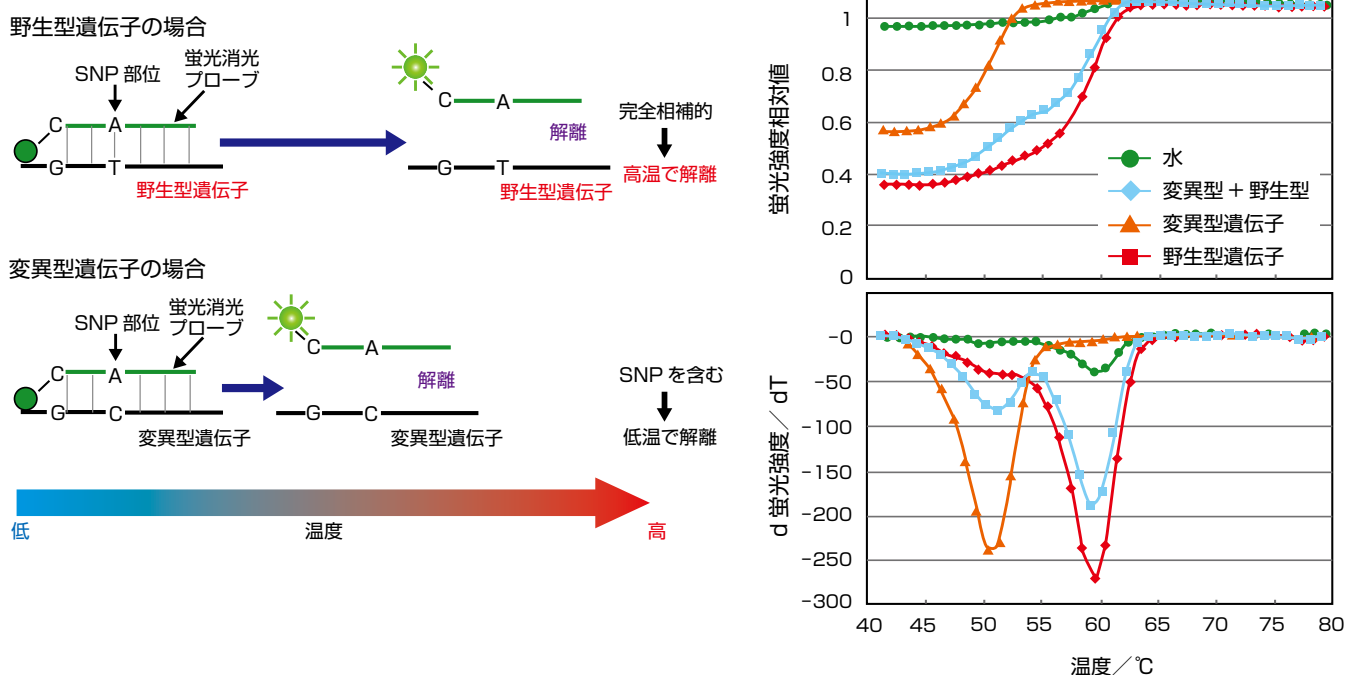 野生型遺伝子の場合
SNP 部位
蛍光消光
プローブ
C A
G T
野生型遺伝子
C A
解離
G T
野生型遺伝子
完全相補的
高温で解離
変異型遺伝子の場合
SNP 部位
蛍光消光
プローブ
C A
G C
変異型遺伝子
C A
解離
G C
変異型遺伝子
SNP を含む
低温で解離
低
温度
高
蛍光強度相対値
1
0.8
0.6
0.4
0.2
0
水
変異型 + 野生型
変異型遺伝子
野生型遺伝子
d 蛍光強度／dT
-0
-50
-100
-150
-200
-250
-300
40 45 50 55 60 65 70 75 80
温度／℃